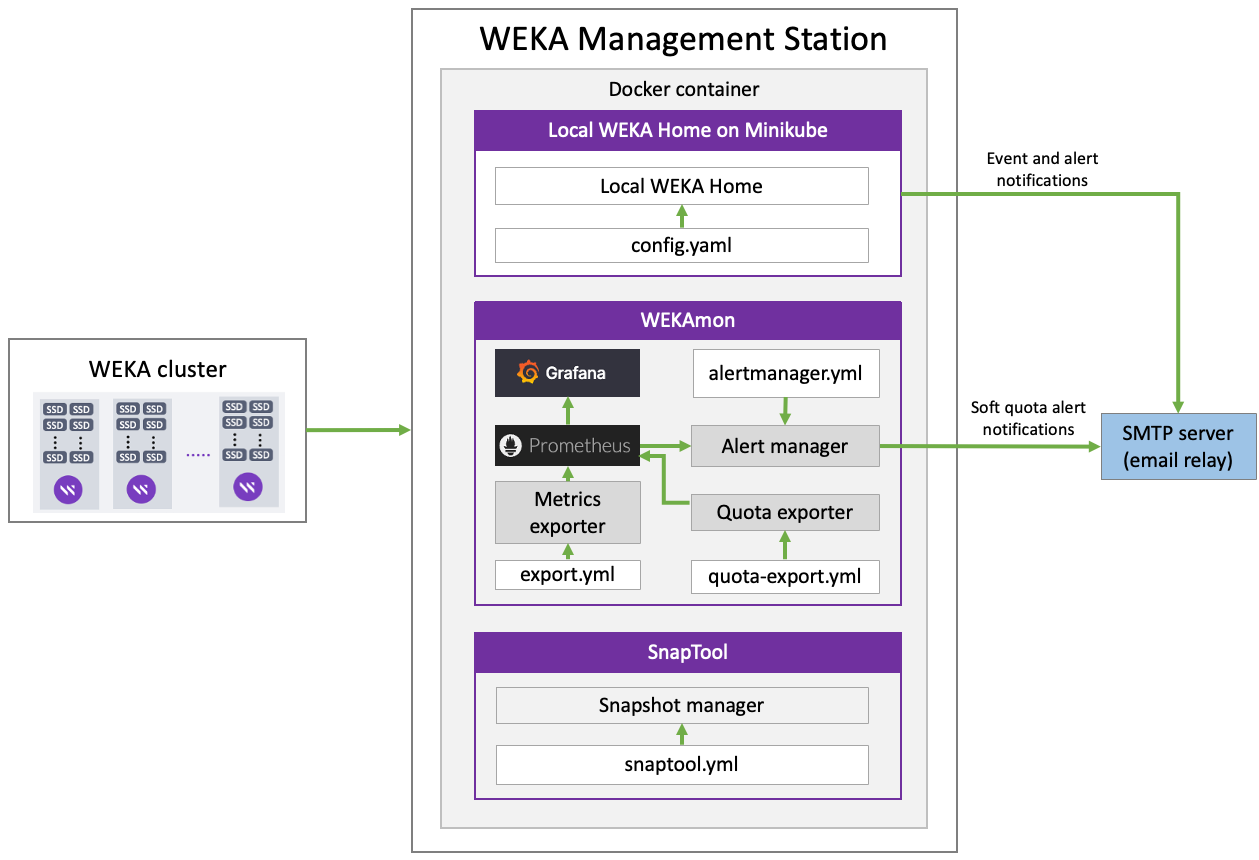 WEKA Management Station
Docker container
Local WEKA Home on Minikube
Local WEKA Home
config.yaml
Event and alert
notifications
WEKAmon
Grafana
alertmanager.yml
Prometheus
Alert manager
Metrics
exporter
Quota exporter
export.yml
quota-export.yml
Soft quota alert
notifications
SMTP server
(email relay)
WEKA cluster
SSD SSD SSD SSD SSD SSD
SSD SSD SSD SSD SSD SSD
SSD SSD SSD SSD SSD SSD
SnapTool
Snapshot manager
snaptool.yml